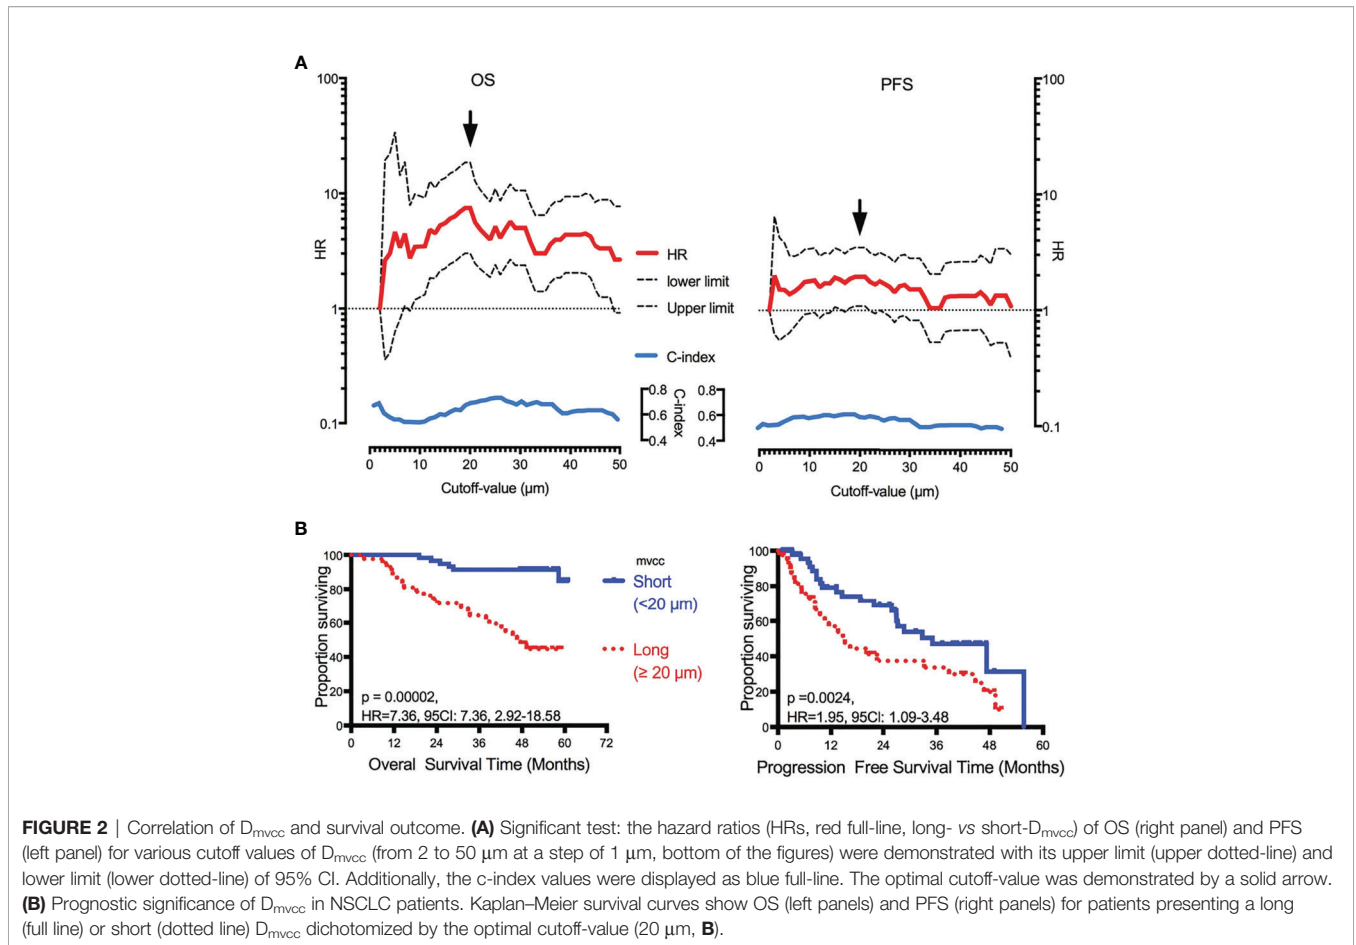 A
OS
PFS
100
10
1
0.1
HR
HR
lower limit
Upper limit
C-index
0.8
0.6
0.4
C-index
0.8
0.6
0.4
100
10
1
0.1
HR
0 10 20 30 40 50
Cutoff-value (µm)
0 10 20 30 40 50
Cutoff-value (µm)
B
Proportion surviving
100
80
60
40
20
0
p = 0.00002,
HR=7.36, 95CI: 7.36, 2.92-18.58
0 12 24 36 48 60 72
Overal Survival Time (Months)
mvcc
Short
(<20 µm)
Long
(≥ 20 µm)
Proportion surviving
100
80
60
40
20
0
p =0.0024,
HR=1.95, 95CI: 1.09-3.48
0 12 24 36 48 60
Progression Free Survival Time (Months)
FIGURE 2 | Correlation of Dmvcc and survival outcome. (A) Significant test: the hazard ratios (HRs, red full-line, long- vs short-Dmvcc) of OS (right panel) and PFS
(left panel) for various cutoff values of Dmvcc (from 2 to 50 µm at a step of 1 µm, bottom of the figures) were demonstrated with its upper limit (upper dotted-line) and
lower limit (lower dotted-line) of 95% CI. Additionally, the c-index values were displayed as blue full-line. The optimal cutoff-value was demonstrated by a solid arrow.
(B) Prognostic significance of Dmvcc in NSCLC patients. Kaplan–Meier survival curves show OS (left panels) and PFS (right panels) for patients presenting a long
(full line) or short (dotted line) Dmvcc dichotomized by the optimal cutoff-value (20 µm, B).